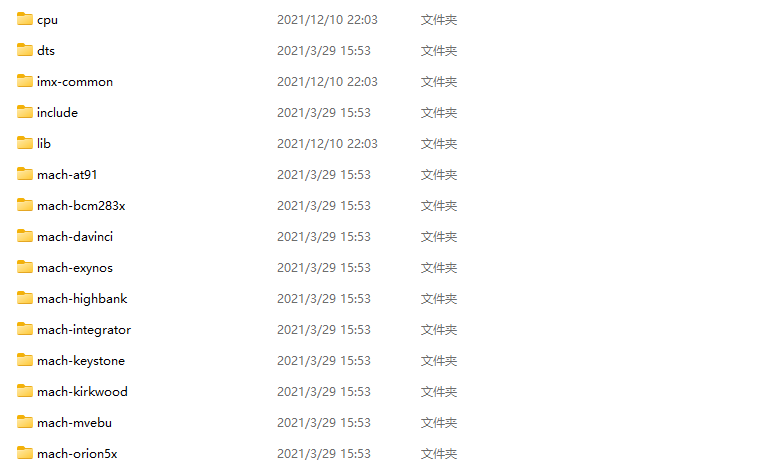 cpu 2021/12/10 22:03 文件夹
dts 2021/3/29 15:53 文件夹
imx-common 2021/12/10 22:03 文件夹
include 2021/3/29 15:53 文件夹
lib 2021/12/10 22:03 文件夹
mach-at91 2021/3/29 15:53 文件夹
mach-bcm283x 2021/3/29 15:53 文件夹
mach-davinci 2021/3/29 15:53 文件夹
mach-exynos 2021/3/29 15:53 文件夹
mach-highbank 2021/3/29 15:53 文件夹
mach-integrator 2021/3/29 15:53 文件夹
mach-keystone 2021/3/29 15:53 文件夹
mach-kirkwood 2021/3/29 15:53 文件夹
mach-mvebu 2021/3/29 15:53 文件夹
mach-orion5x 2021/3/29 15:53 文件夹